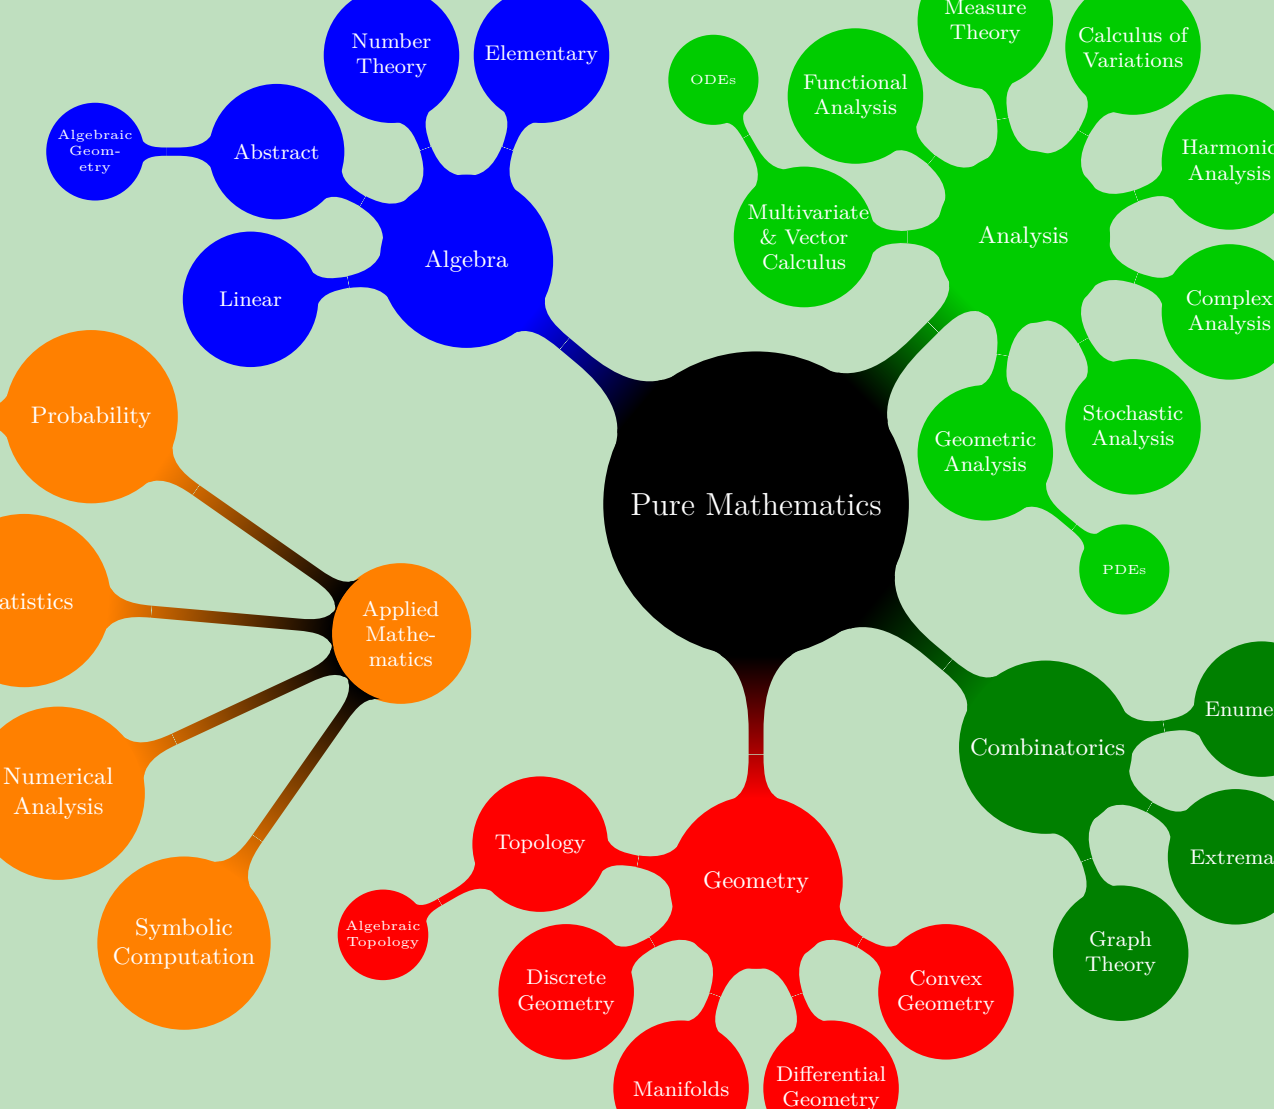 Number
Theory
Elementary
Algebraic
Geom-
etry
Abstract
Linear
Algebra
ODEs
Functional
Analysis
Measure
Theory
Calculus of
Variations
Harmonic
Analysis
Multivariate
& Vector
Calculus
Analysis
Complex
Analysis
Geometric
Analysis
Stochastic
Analysis
PDEs
Probability
Pure Mathematics
Applied
Mathe-
matics
Numerical
Analysis
Symbolic
Computation
Combinatorics
Graph
Theory
Topology
Geometry
Algebraic
Topology
Discrete
Geometry
Convex
Geometry
Manifolds
Differential
Geometry